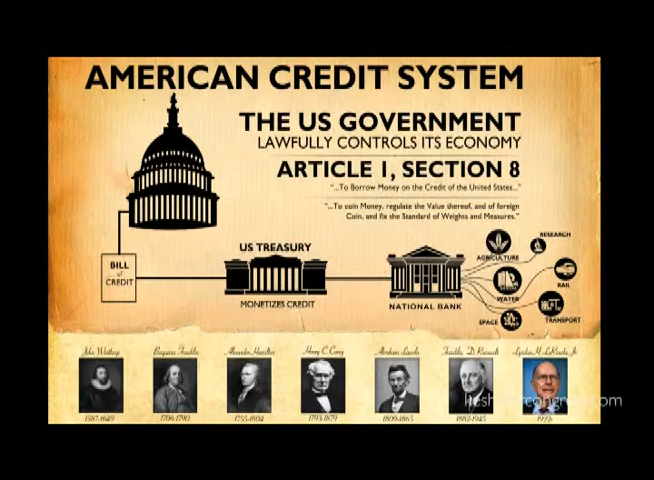 AMERICAN CREDIT SYSTEM
THE US GOVERNMENT
LAWFULLY CONTROLS ITS ECONOMY
ARTICLE 1, SECTION 8
"...To Borrow Money on the Credit of the United States..."
"...To coin Money, regulate the Value thereof, and of foreign
Coin, and fix the Standard of Weights and Measures."
BILL
of
CREDIT
US TREASURY
MONETIZES CREDIT
NATIONAL BANK
AGRICULTURE
RESEARCH
WATER
RAIL
SPACE
TRANSPORT
John Winthrop
Benjamin Franklin
Alexander Hamilton
Henry C. Carey
Abraham Lincoln
Franklin D. Roosevelt
Lyndon H. LaRouche, Jr.
1587-1649
1706-1790
1755-1804
1793-1879
1809-1865
1882-1945
1922-